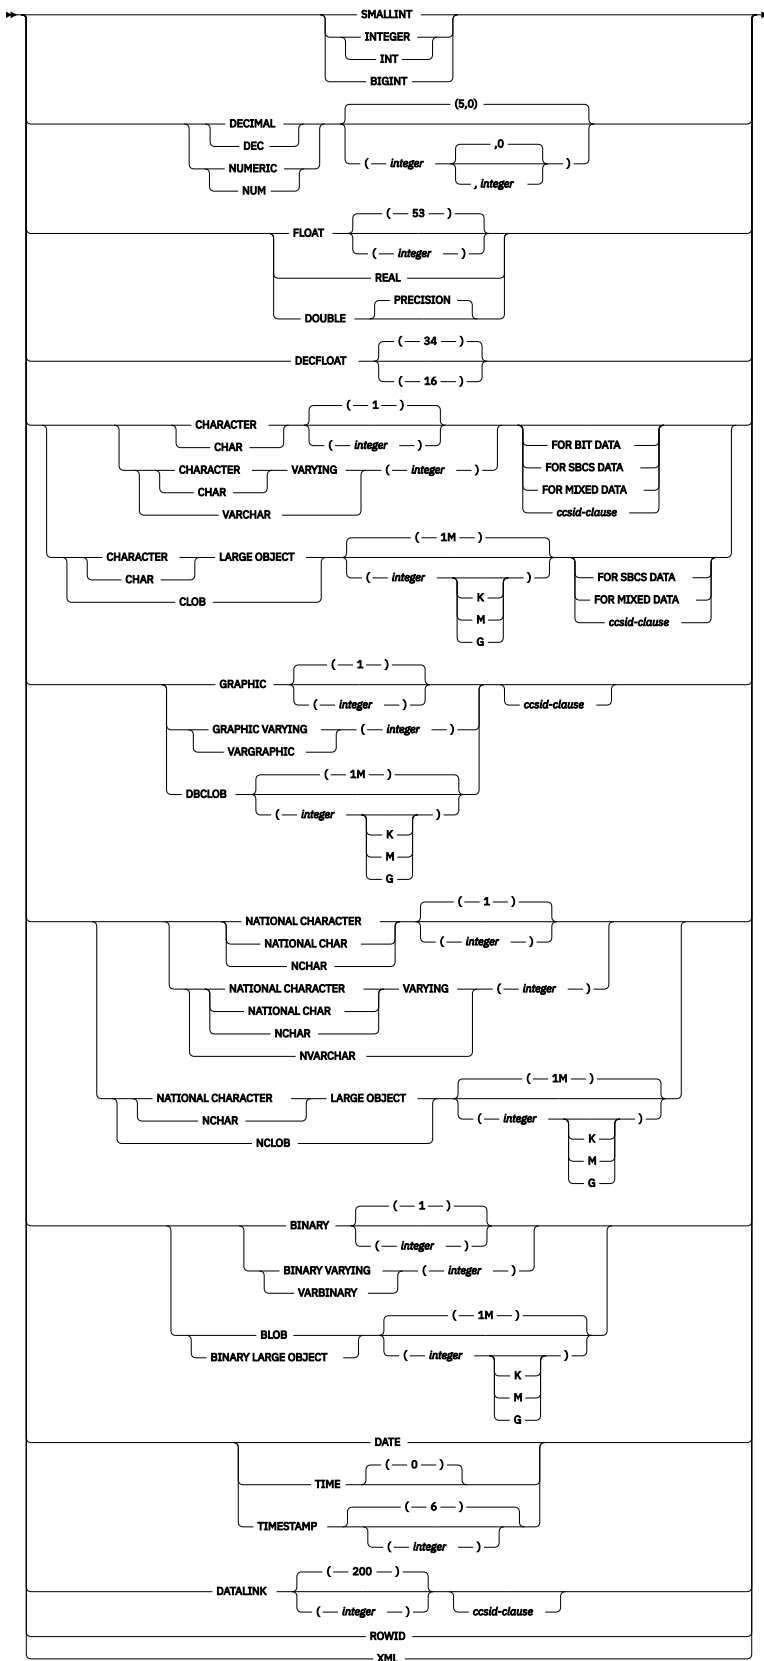 SMALLINT
INTEGER
INT
BIGINT
(5,0)
DECIMAL
DEC
,0
( integer )
NUMERIC
, integer
NUM
( 53 )
FLOAT
( integer )
REAL
PRECISION
DOUBLE
( 34 )
DECFLOAT
( 16 )
( 1 )
CHARACTER
CHAR ( integer ) FOR BIT DATA
CHARACTER VARYING ( integer ) FOR SBCS DATA
CHAR FOR MIXED DATA
VARCHAR ccsid-clause
( 1M )
CHARACTER LARGE OBJECT
CHAR ( integer ) FOR SBCS DATA
CLOB K FOR MIXED DATA
M ccsid-clause
G
( 1 )
GRAPHIC
( integer ) ccsid-clause
GRAPHIC VARYING ( integer )
VARGRAPHIC
( 1M )
DBCLOB
( integer )
K
M
G
( 1 )
NATIONAL CHARACTER
NATIONAL CHAR ( integer )
NCHAR
NATIONAL CHARACTER VARYING ( integer )
NATIONAL CHAR
NCHAR
NVARCHAR
( 1M )
NATIONAL CHARACTER LARGE OBJECT
NCHAR ( integer )
NCLOB K
M
G
( 1 )
BINARY
( integer )
BINARY VARYING ( integer )
VARBINARY
( 1M )
BLOB
BINARY LARGE OBJECT ( integer )
K
M
G
DATE
( 0 )
TIME
( 6 )
TIMESTAMP
( integer )
( 200 )
DATALINK
( integer ) ccsid-clause
ROWID
XML